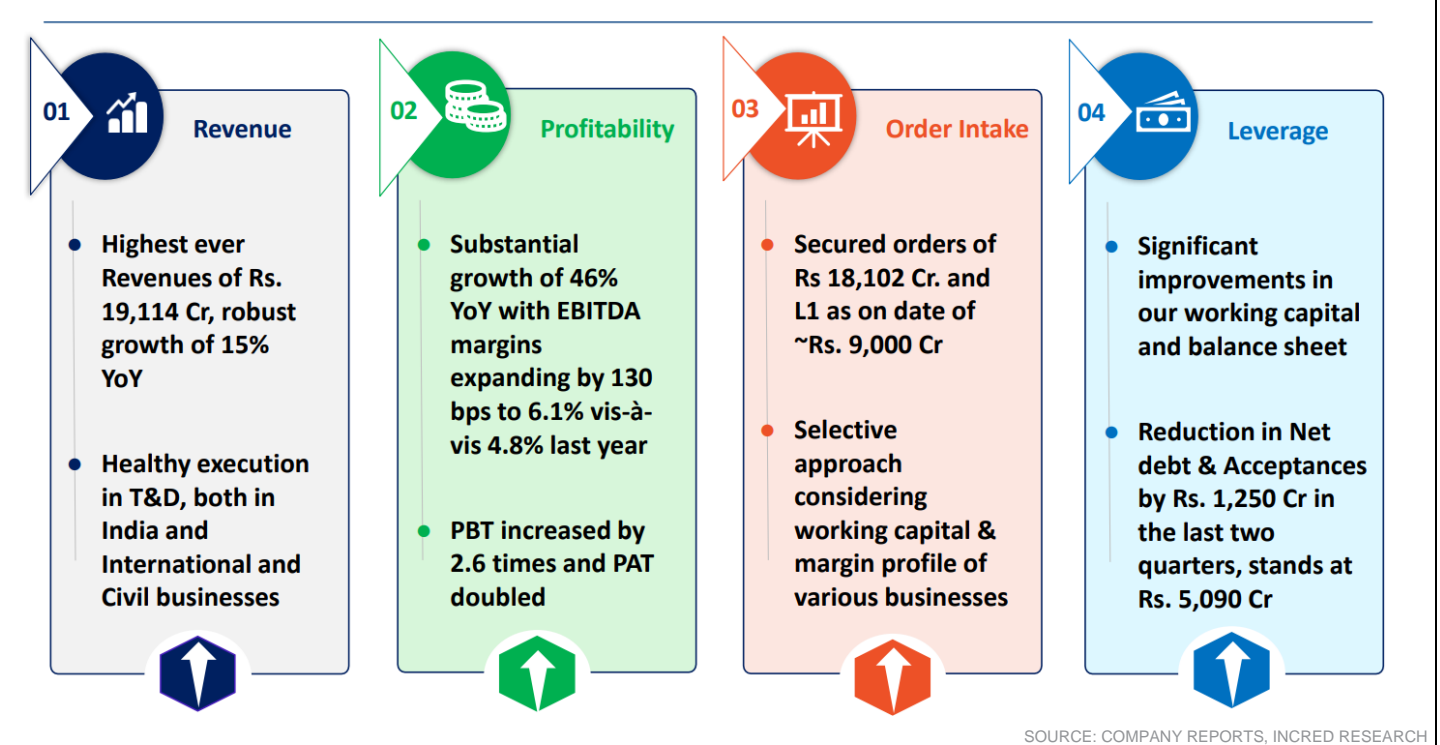 01
Revenue
Highest ever
Revenues of Rs.
19,114 Cr, robust
growth of 15%
YoY
Healthy execution
in T&D, both in
India and
International and
Civil businesses
02
Profitability
Substantial
growth of 46%
YoY with EBITDA
margins
expanding by 130
bps to 6.1% vis-à-
vis 4.8% last year
PBT increased by
2.6 times and PAT
doubled
03
Order Intake
Secured orders of
Rs 18,102 Cr. and
L1 as on date of
~Rs. 9,000 Cr
Selective
approach
considering
working capital &
margin profile of
various businesses
04
Leverage
Significant
improvements in
our working capital
and balance sheet
Reduction in Net
debt & Acceptances
by Rs. 1,250 Cr in
the last two
quarters, stands at
Rs. 5,090 Cr
SOURCE: COMPANY REPORTS, INCRED RESEARCH